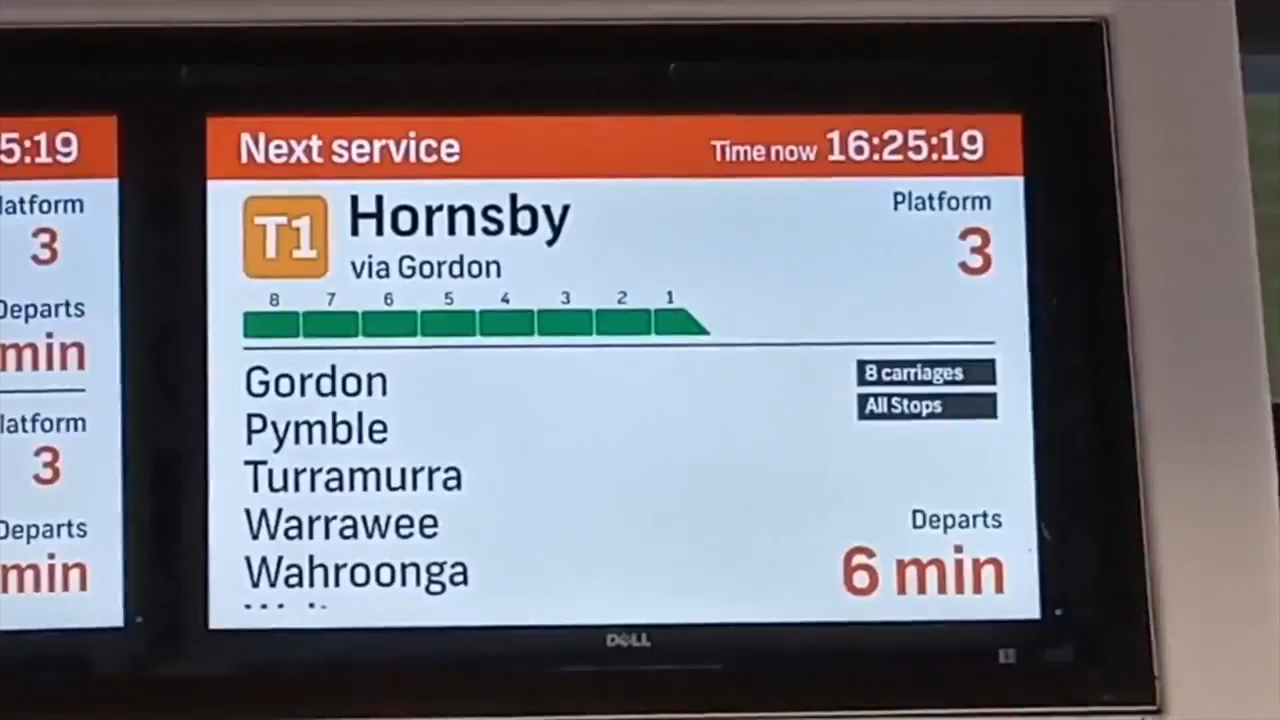 5:19
latform
3
Departs
min
latform
3
Departs
min
Next service
Time now 16:25:19
T1 Hornsby
via Gordon
Platform
3
8 7 6 5 4 3 2 1
Gordon
Pymble
Turramurra
Warrawee
Wahroonga
8 carriages
All Stops
Departs
6 min
DELL